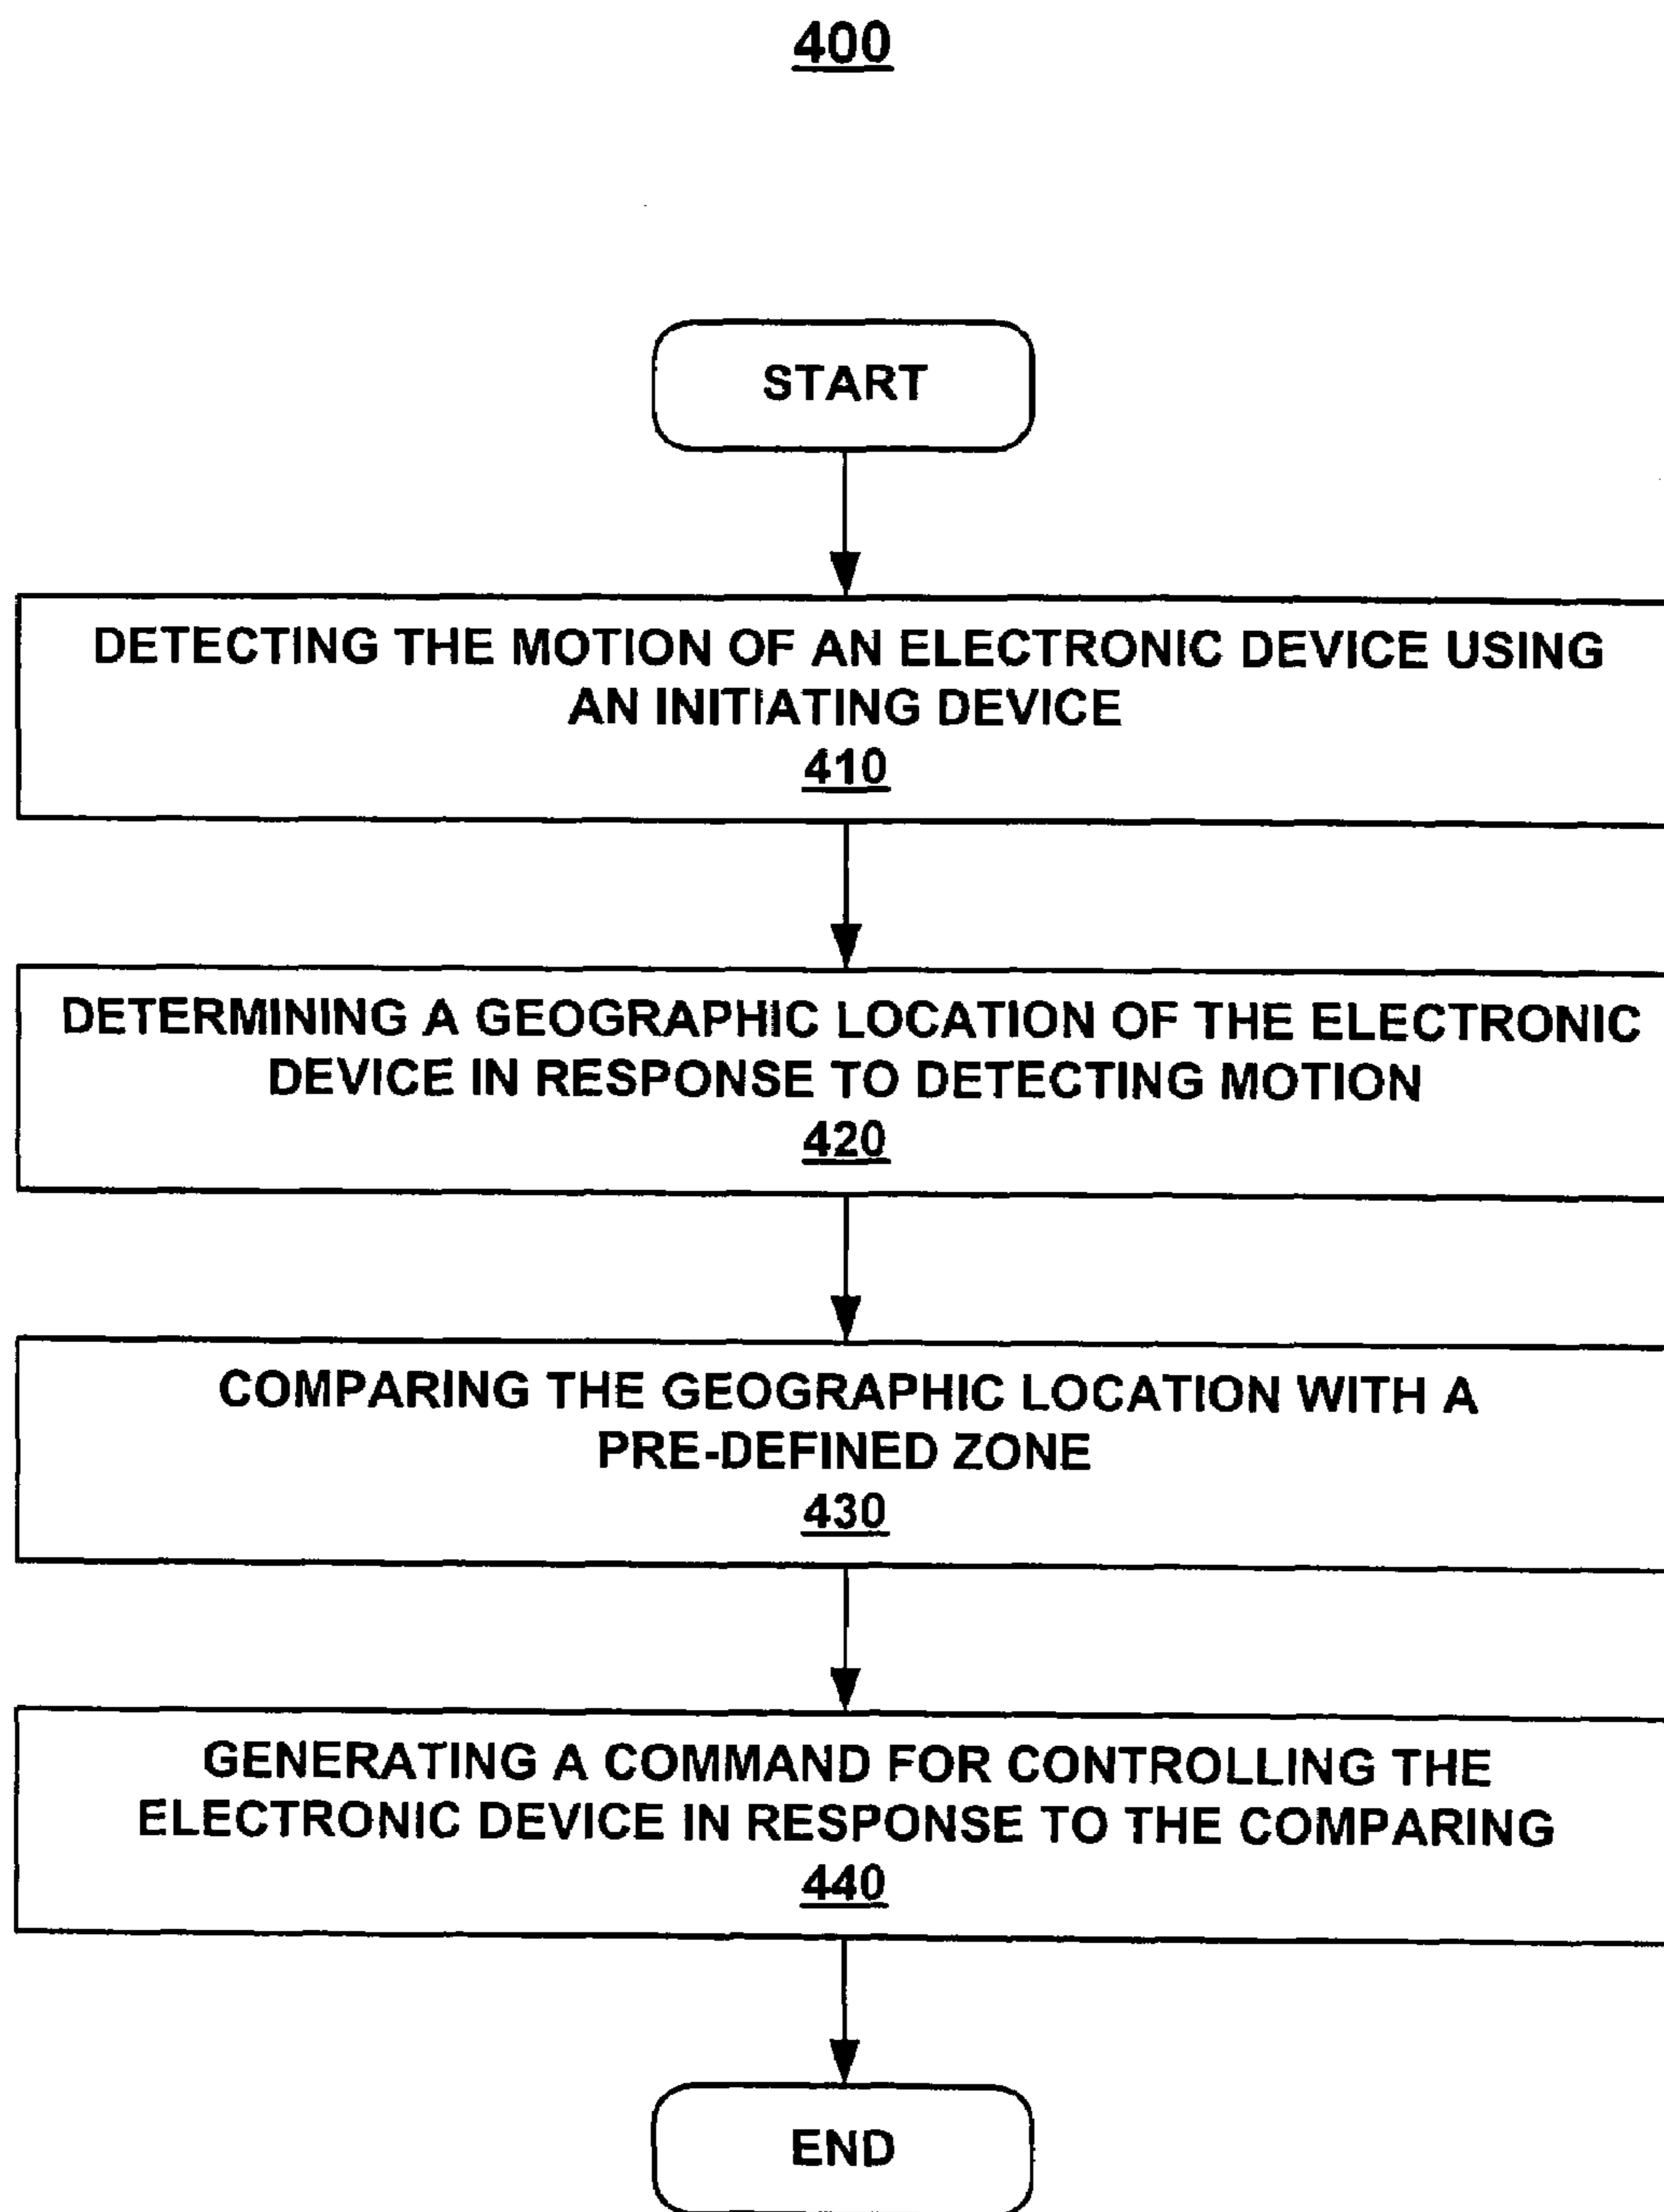 400
START
DETECTING THE MOTION OF AN ELECTRONIC DEVICE USING
AN INITIATING DEVICE
410
DETERMINING A GEOGRAPHIC LOCATION OF THE ELECTRONIC
DEVICE IN RESPONSE TO DETECTING MOTION
420
COMPARING THE GEOGRAPHIC LOCATION WITH A
PRE-DEFINED ZONE
430
GENERATING A COMMAND FOR CONTROLLING THE
ELECTRONIC DEVICE IN RESPONSE TO THE COMPARING
440
END